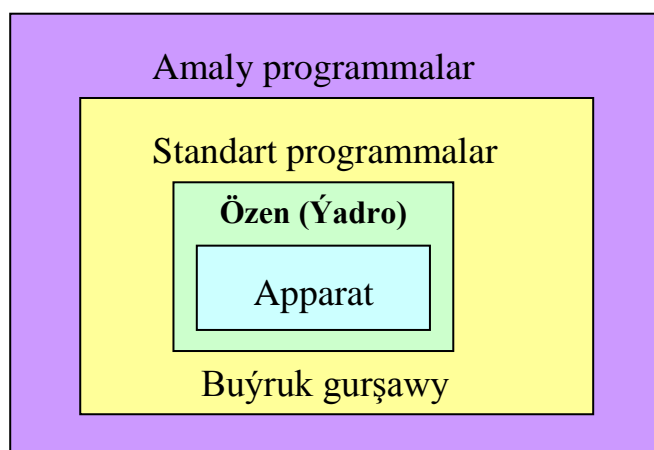 Amaly programmalar
Standart programmalar
Özen (Ýadro)
Apparat
Buýruk gurşawy